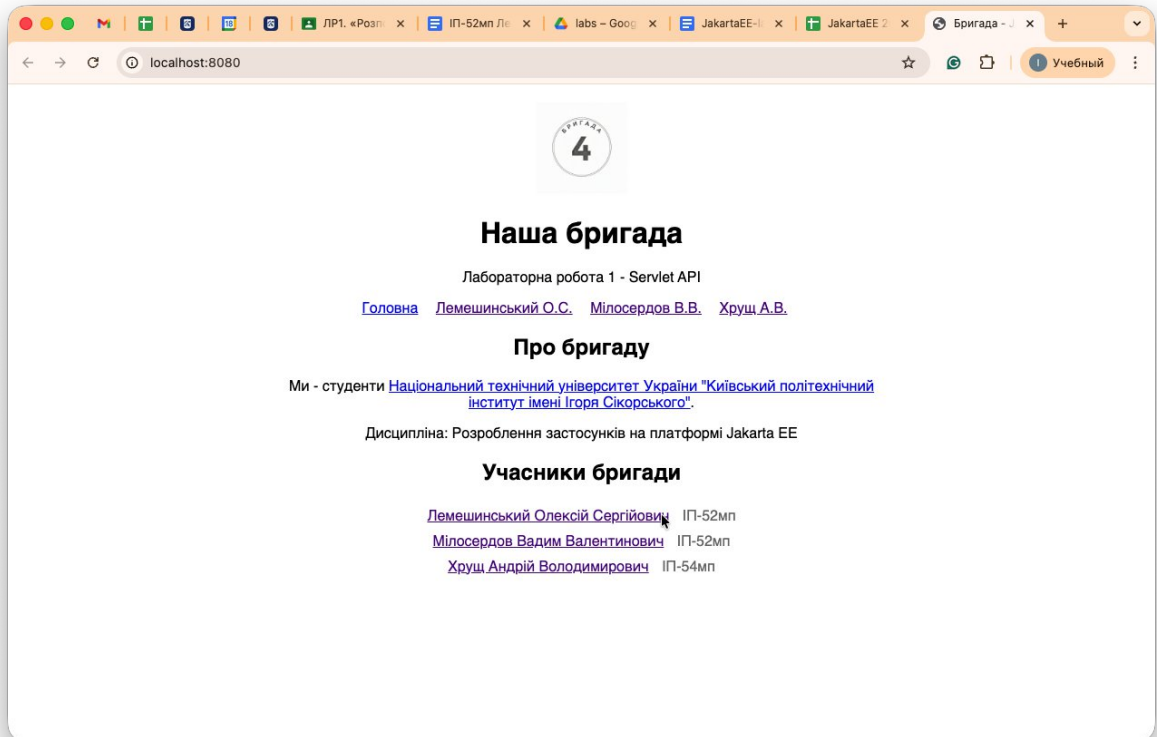 ЛР1. «Розп
ІП-52мп Ле
labs – Goog
JakartaEE-l
JakartaEE 2
Бригада - J
localhost:8080
Учебный
БРИГАДА
4
Наша бригада
Лабораторна робота 1 - Servlet API
Головна Лемешинський О.С. Мілосердов В.В. Хрущ А.В.
Про бригаду
Ми - студенти Національний технічний університет України "Київський політехнічний
інститут імені Ігоря Сікорського".
Дисципліна: Розроблення застосунків на платформі Jakarta EE
Учасники бригади
Лемешинський Олексій Сергійович ІП-52мп
Мілосердов Вадим Валентинович ІП-52мп
Хрущ Андрій Володимирович ІП-54мп